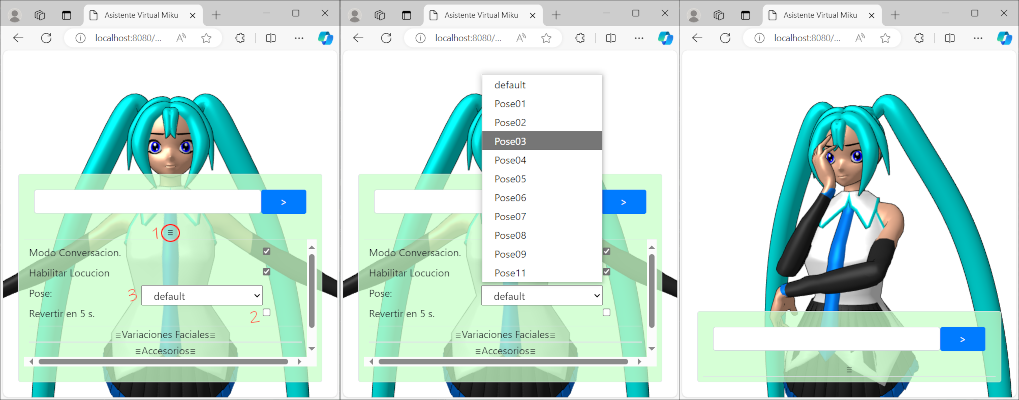 Asistente Virtual Miku
localhost:8080/...
>
1 ≡
Modo Conversacion.
Habilitar Locucion
3 Pose: default
Revertir en 5 s. 2
≡Variaciones Faciales≡
≡Accesorios≡
Asistente Virtual Miku
localhost:8080/...
default
Pose01
Pose02
Pose03
Pose04
Pose05
Pose06
Pose07
Pose08
Pose09
Pose11
>
Modo Conversacion.
Habilitar Locucion
Pose: default
Revertir en 5 s.
≡Variaciones Faciales≡
≡Accesorios≡
Asistente Virtual Miku
localhost:8080/...
>
≡